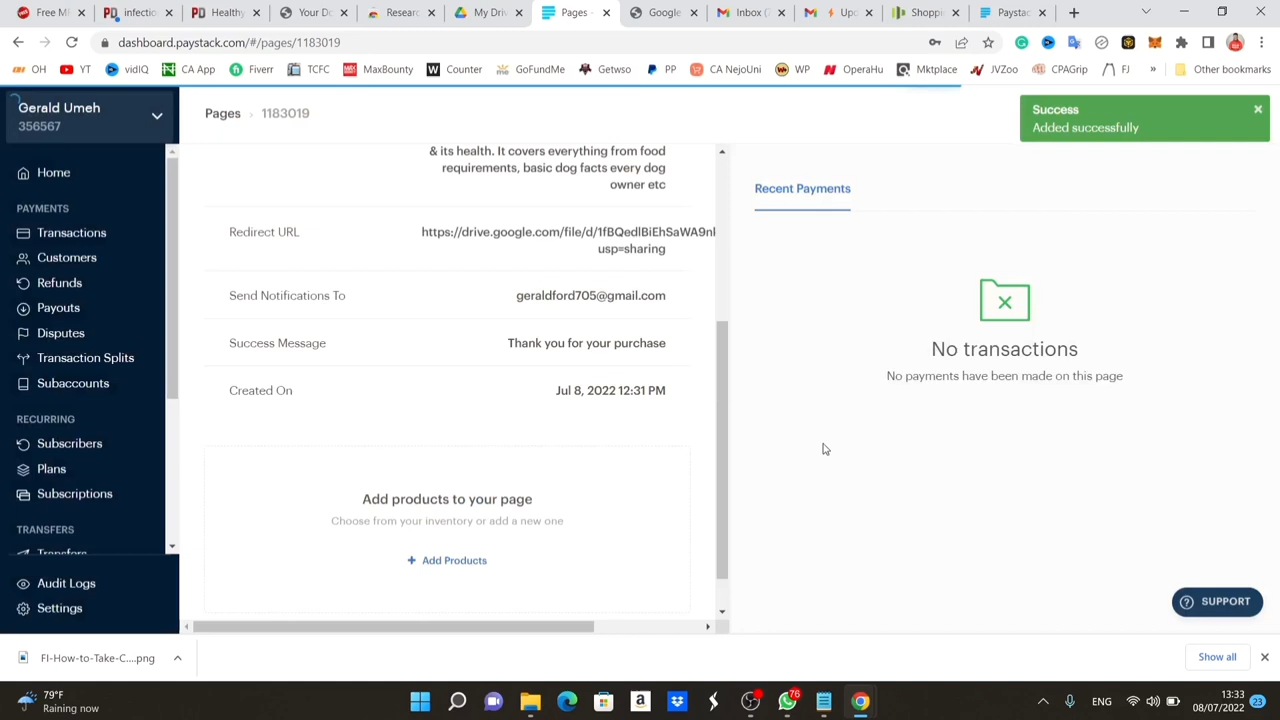 Free MF
infectio
Healthy
Your Do
Researc
My Driv
Pages -
Google
Inbox (
Upd
Shoppi
Paystac
dashboard.paystack.com/#/pages/1183019
OH
YT
vidIQ
CA App
Fiverr
TCFC
MaxBounty
Counter
GoFundMe
Getwso
PP
CA NejoUni
WP
OperaHu
Mktplace
JVZoo
CPAGrip
FJ
»
Other bookmarks
Gerald Umeh
356567
Pages › 1183019
Success
Added successfully
Home
PAYMENTS
Transactions
Customers
Refunds
Payouts
Disputes
Transaction Splits
Subaccounts
RECURRING
Subscribers
Plans
Subscriptions
TRANSFERS
Transfers
Audit Logs
Settings
& its health. It covers everything from food
requirements, basic dog facts every dog
owner etc
Redirect URL
https://drive.google.com/file/d/1fBQedlBiEhSaWA9nl
usp=sharing
Send Notifications To
geraldford705@gmail.com
Success Message
Thank you for your purchase
Created On
Jul 8, 2022 12:31 PM
Add products to your page
Choose from your inventory or add a new one
+ Add Products
Recent Payments
No transactions
No payments have been made on this page
SUPPORT
FI-How-to-Take-C....png
Show all
79°F
Raining now
76
ENG
13:33
08/07/2022
23